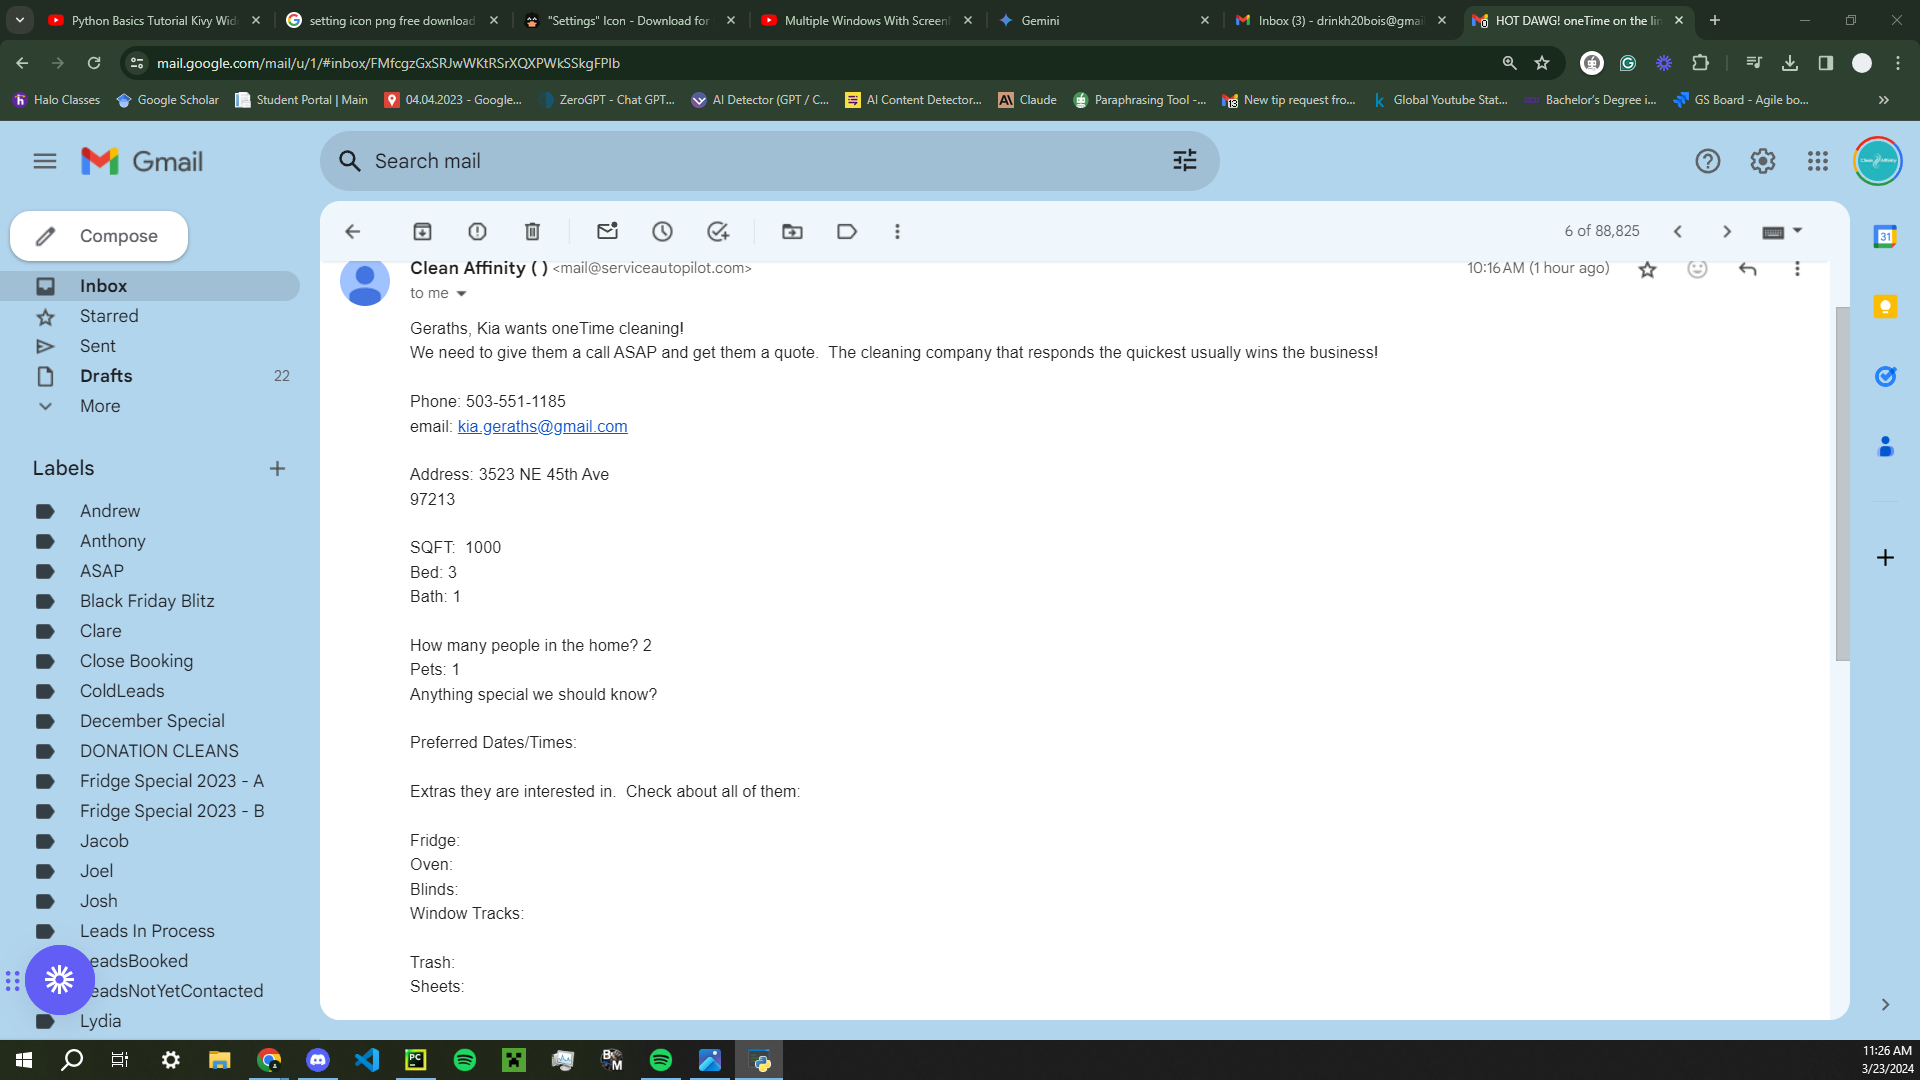 Python Basics Tutorial Kivy Wid
setting icon png free download
"Settings" Icon - Download for
Multiple Windows With Screen
Gemini
Inbox (3) - drinkh20bois@gmai
HOT DAWG! oneTime on the lin
mail.google.com/mail/u/1/#inbox/FMfcgzGxSRJwWKtRSrXQXPWkSSkgFPlb
Halo Classes
Google Scholar
Student Portal | Main
04.04.2023 - Google...
ZeroGPT - Chat GPT...
AI Detector (GPT / C...
AI Content Detector...
Claude
Paraphrasing Tool -...
New tip request fro...
Global Youtube Stat...
Bachelor's Degree i...
GS Board - Agile bo...
Gmail
Search mail
Compose
6 of 88,825
Inbox
Starred
Sent
Drafts 22
More
Labels
Andrew
Anthony
ASAP
Black Friday Blitz
Clare
Close Booking
ColdLeads
December Special
DONATION CLEANS
Fridge Special 2023 - A
Fridge Special 2023 - B
Jacob
Joel
Josh
Leads In Process
eadsBooked
eadsNotYetContacted
Lydia
Clean Affinity ( ) <mail@serviceautopilot.com>
10:16 AM (1 hour ago)
to me
Geraths, Kia wants oneTime cleaning!
We need to give them a call ASAP and get them a quote.  The cleaning company that responds the quickest usually wins the business!
Phone: 503-551-1185
email: kia.geraths@gmail.com
Address: 3523 NE 45th Ave
97213
SQFT:  1000
Bed: 3
Bath: 1
How many people in the home? 2
Pets: 1
Anything special we should know?
Preferred Dates/Times:
Extras they are interested in.  Check about all of them:
Fridge:
Oven:
Blinds:
Window Tracks:
Trash:
Sheets:
31
11:26 AM
3/23/2024